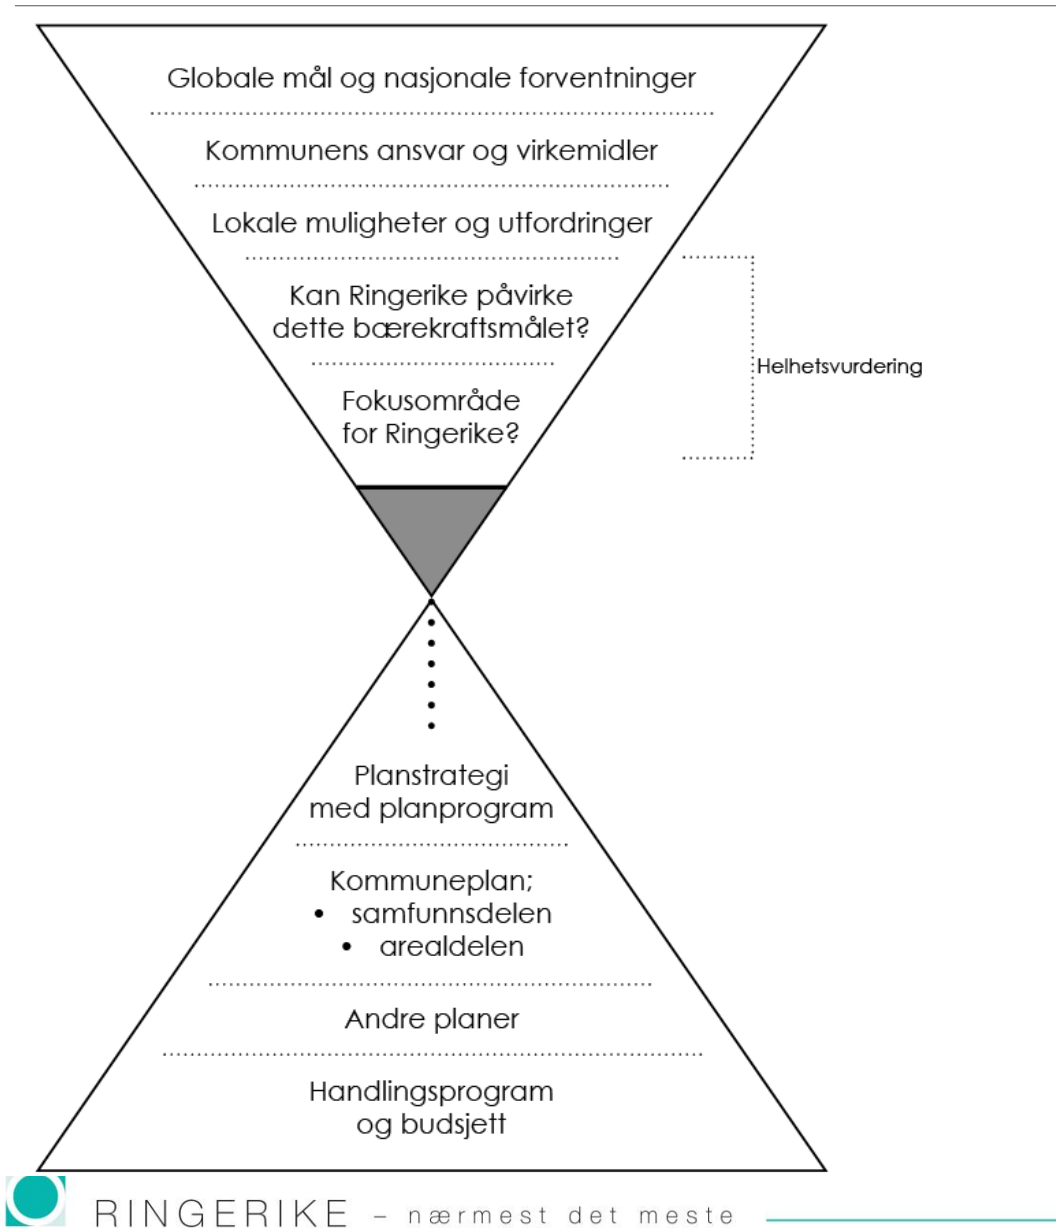 Globale mål og nasjonale forventninger
Kommunens ansvar og virkemidler
Lokale muligheter og utfordringer
Kan Ringerike påvirke
dette bærekraftsmålet?
Fokusområde
for Ringerike?
Helhetsvurdering
Planstrategi
med planprogram
Kommuneplan;
• samfunnsdelen
• arealdelen
Andre planer
Handlingsprogram
og budsjett
RINGERIKE – nærmest det meste